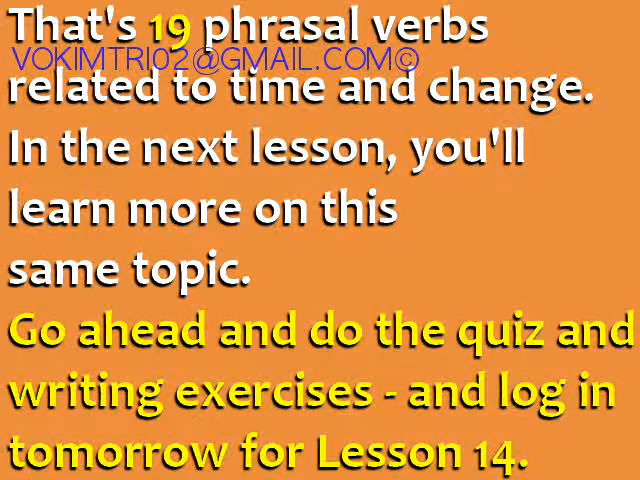 That's 19 phrasal verbs
VOKIMTRI02@GMAIL.COM©
related to time and change.
In the next lesson, you'll
learn more on this
same topic.
Go ahead and do the quiz and
writing exercises - and log in
tomorrow for Lesson 14.